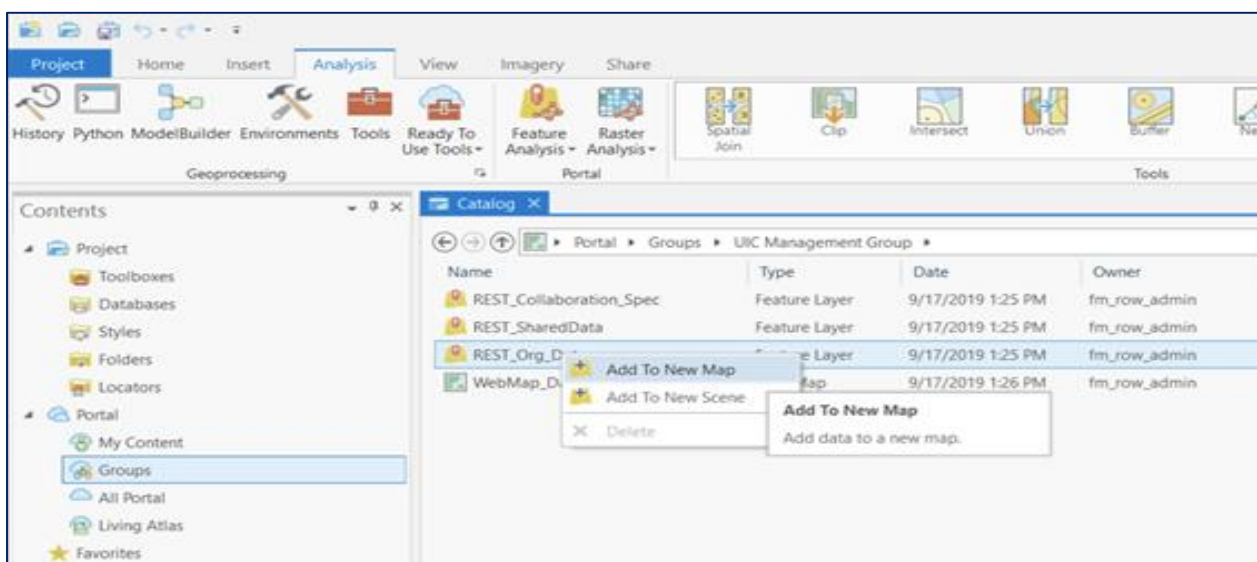 Project Home Insert Analysis View Imagery Share
History Python ModelBuilder Environments Tools Ready To Use Tools Feature Analysis Raster Analysis Spatial Join Clip Intersect Union Buffer
Geoprocessing Portal Tools
Contents
Project
Toolboxes
Databases
Styles
Folders
Locators
Portal
My Content
Groups
All Portal
Living Atlas
Favorites
Catalog
Portal Groups UIC Management Group
Name Type Date Owner
REST_Collaboration_Spec Feature Layer 9/17/2019 1:25 PM fm_row_admin
REST_SharedData Feature Layer 9/17/2019 1:25 PM fm_row_admin
REST_Org_D Layer 9/17/2019 1:25 PM fm_row_admin
WebMap_D 9/17/2019 1:26 PM fm_row_admin
Add To New Map
Add To New Scene
Delete
Add To New Map
Add data to a new map.